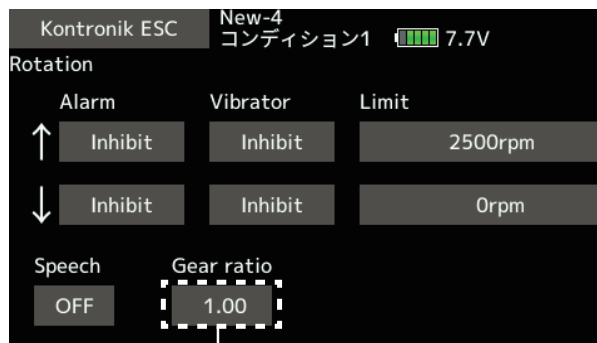 Kontronik ESC
New-4
コンディション1 7.7V
Rotation
Alarm Vibrator Limit
↑ Inhibit Inhibit 2500rpm
↓ Inhibit Inhibit 0rpm
Speech Gear ratio
OFF 1.00